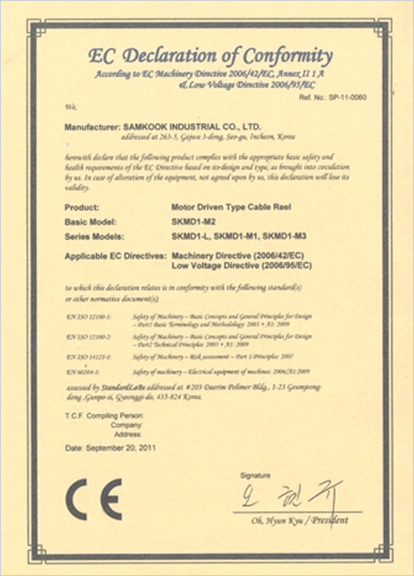 EC Declaration of Conformity
According to EC Machinery Directive 2006/42/EC, Annex II 1 A
& Low Voltage Directive 2006/95/EC
Ref. No.: SP-11-0060
We,
Manufacturer: SAMKOOK INDUSTRIAL CO., LTD.
addressed at 263-5, Gajwa 3-dong, Seo-gu, Incheon, Korea
herewith declare that the following product complies with the appropriate basic safety and
health requirements of the EC Directive based on its design and type, as brought into circulation
by us. In case of alteration of the equipment, not agreed upon by us, this declaration will lose its
validity.
Product: Motor Driven Type Cable Reel
Basic Model: SKMD1-M2
Series Models: SKMD1-L, SKMD1-M1, SKMD1-M3
Applicable EC Directives: Machinery Directive (2006/42/EC)
Low Voltage Directive (2006/95/EC)
to which this declaration relates is in conformity with the following standard(s)
or other normative document(s);
EN ISO 12100-1: Safety of Machinery – Basic Concepts and General Principles for Design
– Part1 Basic Terminology and Methodology: 2003 + A1: 2009
EN ISO 12100-2: Safety of Machinery – Basic Concepts and General Principles for Design
– Part2 Technical Principles: 2003 + A1: 2009
EN ISO 14121-1: Safety of Machinery – Risk assessment – Part 1: Principles: 2007
EN 60204-1: Safety of machinery – Electrical equipment of machines: 2006/A1:2009
assessed by StandardLaBs addressed at #205 Daerim Polimer Bldg., 1-23 Geumjeong-
dong, Gunpo-si, Gyeonggi-do, 435-824 Korea.
T.C.F. Compiling Person:
Company:
Address:
Date: September 20, 2011
CE
Signature
오 현 규
Oh, Hyun Kyu / President